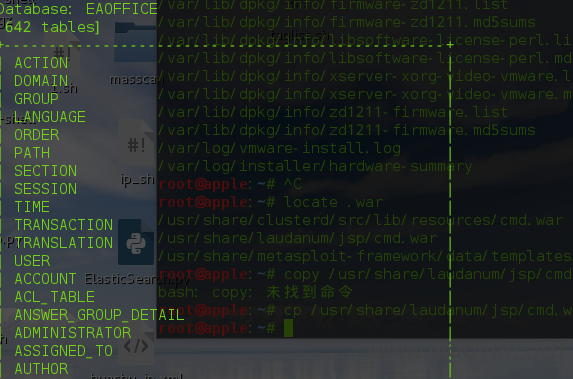 Database: EAOFFICE
642 tables]
ACTION
DOMAIN
GROUP
LANGUAGE
ORDER
PATH
SECTION
SESSION
TIME
TRANSACTION
TRANSLATION
USER
ACCOUNT
ACL_TABLE
ANSWER_GROUP_DETAIL
ADMINISTRATOR
ASSIGNED_TO
AUTHOR
massca
.sh
#!
ip_sh
ElasticSearch.py
/var/lib/dpkg/info/firmware-zd1211.list
/var/lib/dpkg/info/firmware-zd1211.md5sums
/var/lib/dpkg/info/libsoftware-license-perl.li
/var/lib/dpkg/info/libsoftware-license-perl.md
/var/lib/dpkg/info/xserver-xorg-video-vmware.l
/var/lib/dpkg/info/xserver-xorg-video-vmware.m
/var/lib/dpkg/info/zd1211-firmware.list
/var/lib/dpkg/info/zd1211-firmware.md5sums
/var/log/vmware-install.log
/var/log/installer/hardware-summary
root@apple:~# ^C
root@apple:~# locate .war
/usr/share/clusterd/src/lib/resources/cmd.war
/usr/share/laudanum/jsp/cmd.war
/usr/share/metasploit-framework/data/templates
root@apple:~# copy /usr/share/laudanum/jsp/cmd
bash: copy: 未找到命令
root@apple:~# cp /usr/share/laudanum/jsp/cmd.w
root@apple:~#